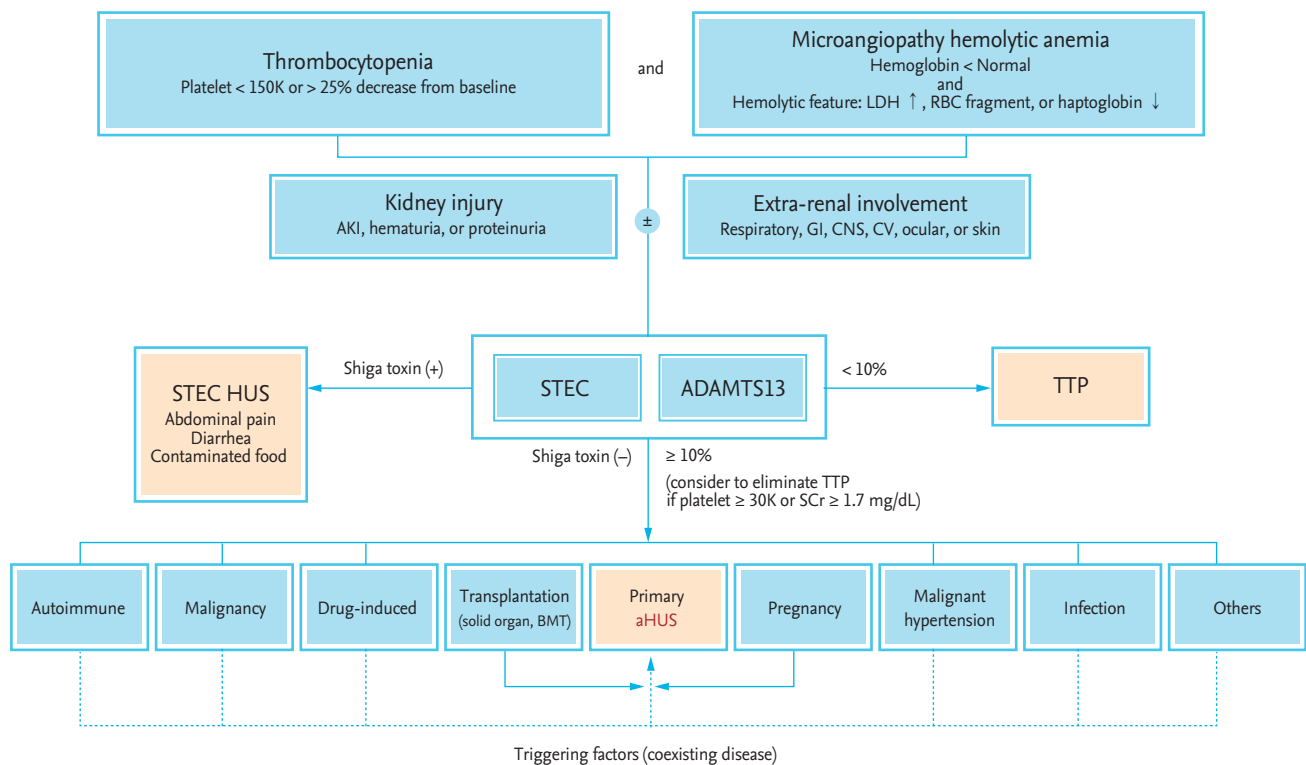 Thrombocytopenia
Platelet < 150K or > 25% decrease from baseline
and
Microangiopathy hemolytic anemia
Hemoglobin < Normal
and
Hemolytic feature: LDH ↑ , RBC fragment, or haptoglobin ↓
Kidney injury
AKI, hematuria, or proteinuria
±
Extra-renal involvement
Respiratory, GI, CNS, CV, ocular, or skin
STEC HUS
Abdominal pain
Diarrhea
Contaminated food
Shiga toxin (+)
STEC
ADAMTS13
< 10%
TTP
Shiga toxin (–)
≥ 10%
(consider to eliminate TTP
if platelet ≥ 30K or SCr ≥ 1.7 mg/dL)
Autoimmune
Malignancy
Drug-induced
Transplantation
(solid organ, BMT)
Primary
aHUS
Pregnancy
Malignant
hypertension
Infection
Others
Triggering factors (coexisting disease)